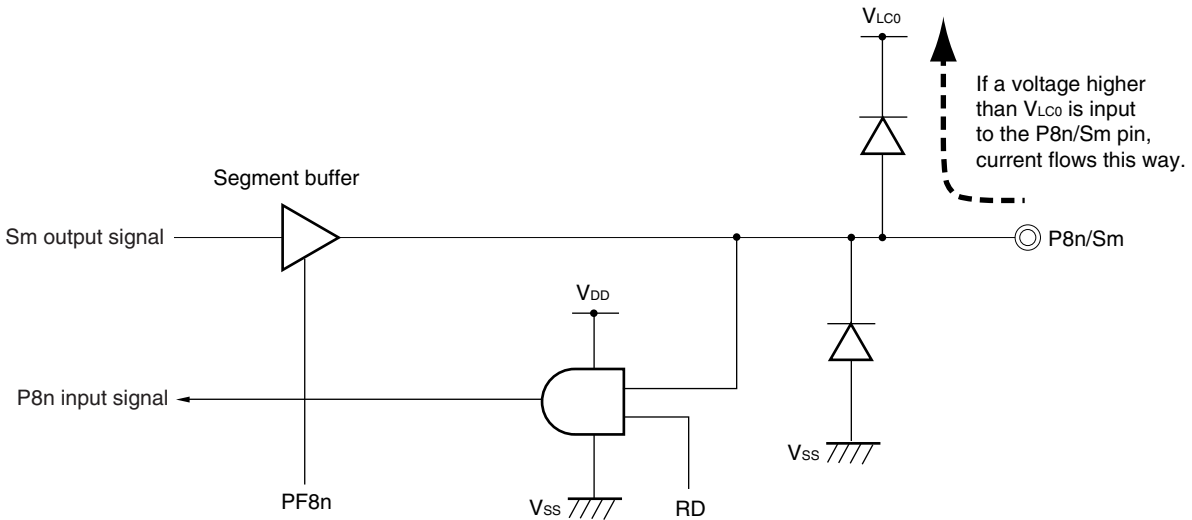 VLC0
If a voltage higher
than VLC0 is input
to the P8n/Sm pin,
current flows this way.
Segment buffer
Sm output signal
P8n/Sm
VDD
P8n input signal
VSS
PF8n
VSS
RD